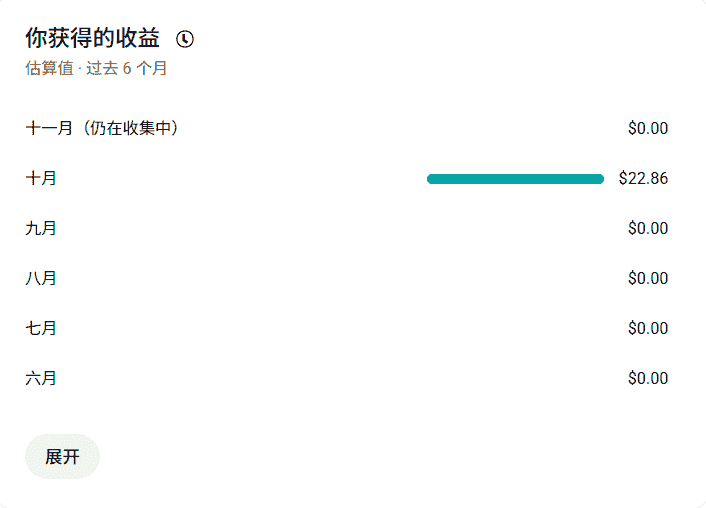 你获得的收益
估算值 · 过去 6 个月
十一月（仍在收集中） $0.00
十月 $22.86
九月 $0.00
八月 $0.00
七月 $0.00
六月 $0.00
展开